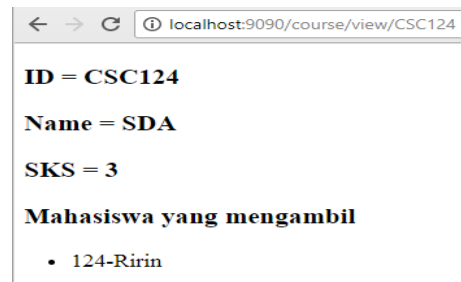 localhost:9090/course/view/CSC124
ID = CSC124
Name = SDA
SKS = 3
Mahasiswa yang mengambil
• 124-Ririn